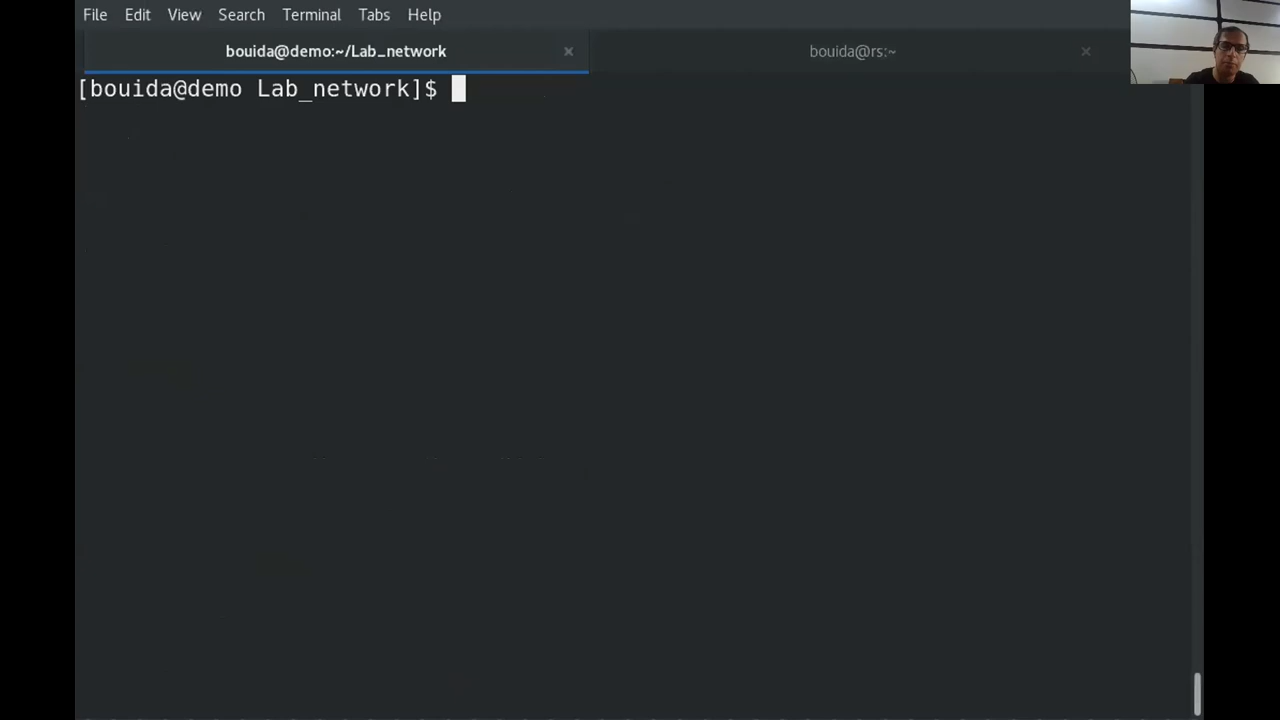 File Edit View Search Terminal Tabs Help
bouida@demo:~/Lab_network × bouida@rs:~ ×
[bouida@demo Lab_network]$